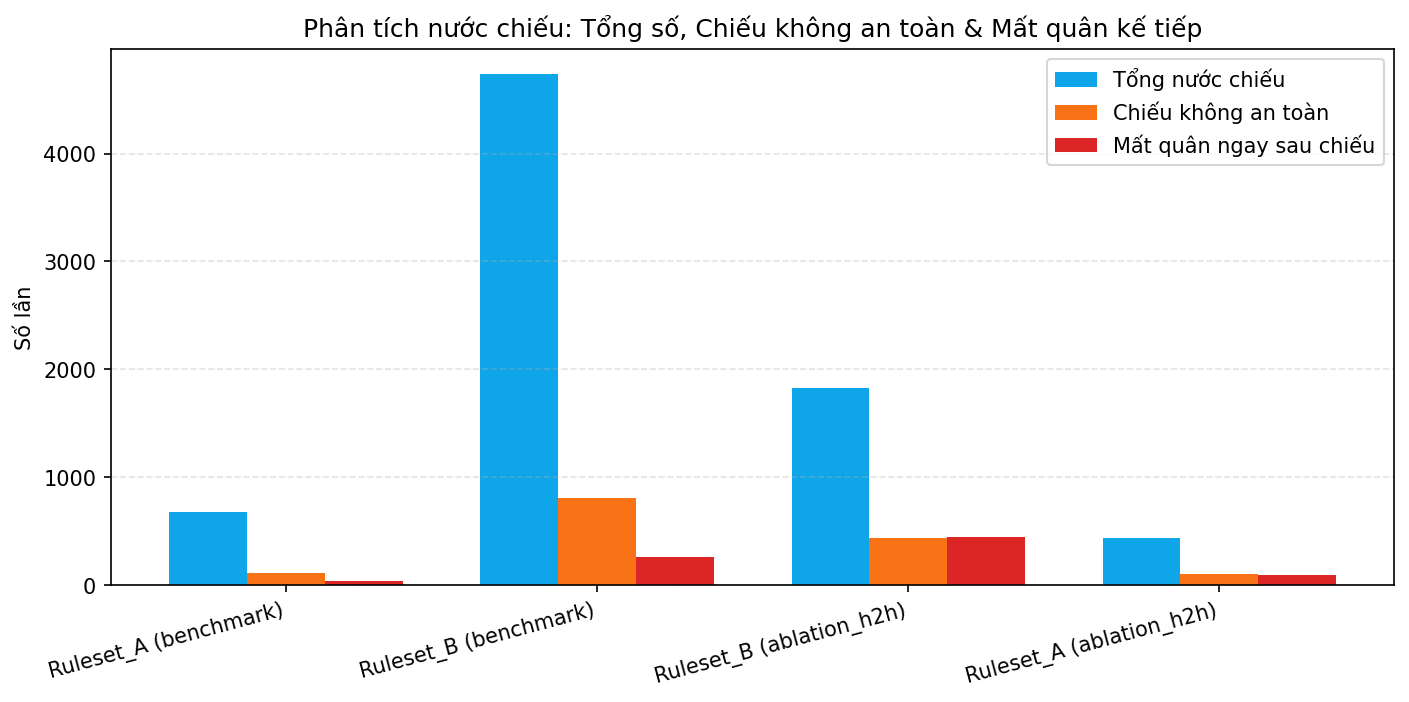 Phân tích nước chiếu: Tổng số, Chiếu không an toàn & Mất quân kế tiếp
Tổng nước chiếu
Chiếu không an toàn
Mất quân ngay sau chiếu
Số lần
4000
3000
2000
1000
0
Ruleset_A (benchmark)
Ruleset_B (benchmark)
Ruleset_B (ablation_h2h)
Ruleset_A (ablation_h2h)